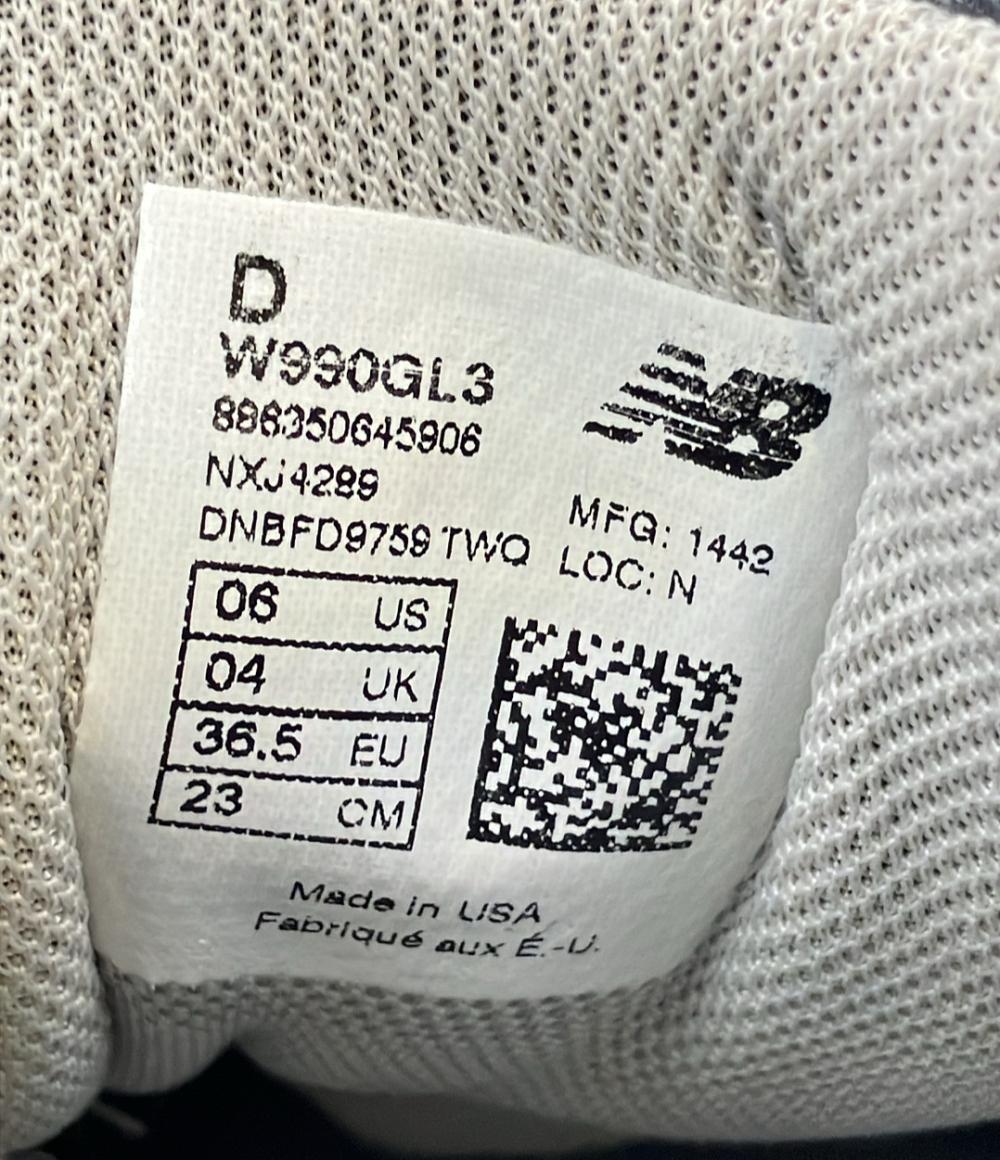 D
W990GL3
NB
886350645906
NXJ4289
DNBFD9759 TWO
MFG: 1442
LOC: N
06 US
04 UK
36.5 EU
23 CM
Made in USA
Fabriqué aux É.-U.